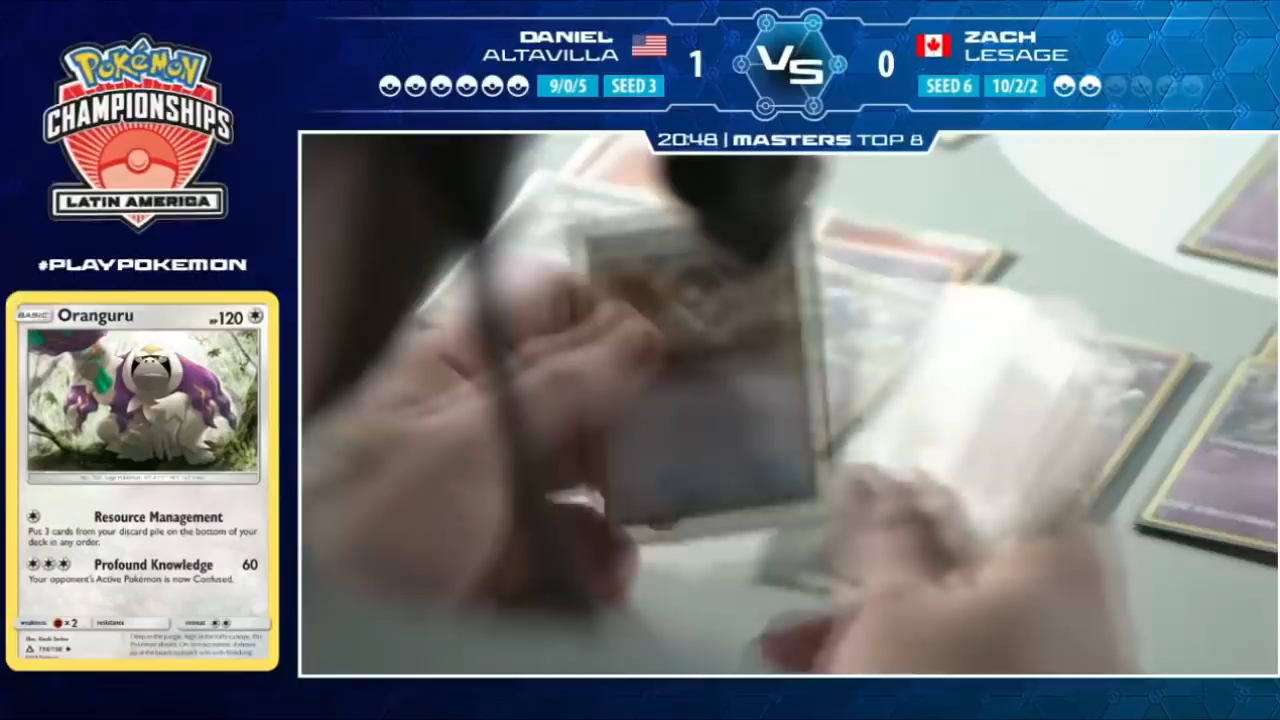 Pokémon
CHAMPIONSHIPS
LATIN AMERICA
#PLAYPOKEMON
DANIEL
ALTAVILLA
1
VS
0
ZACH
LESAGE
9/0/5
SEED 3
SEED 6
10/2/2
20:48 | MASTERS TOP 8
BASIC Oranguru HP 120
Resource Management
Put 3 cards from your discard pile on the bottom of your
deck in any order.
Profound Knowledge 60
Your opponent's Active Pokémon is now Confused.
weakness x2 resistance retreat